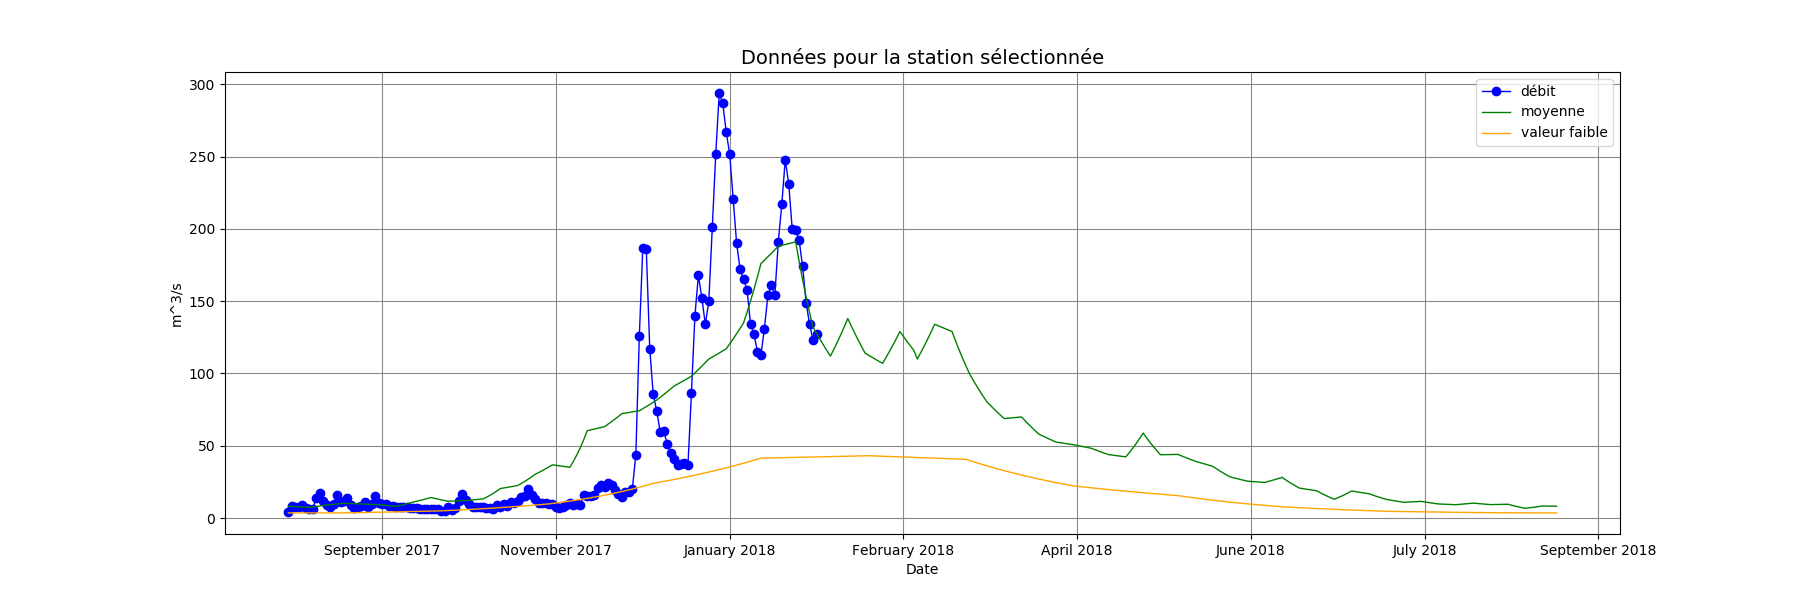 Données pour la station sélectionnée
300
250
200
150
100
50
0
m^3/s
débit
moyenne
valeur faible
September 2017
November 2017
January 2018
February 2018
April 2018
June 2018
July 2018
September 2018
Date